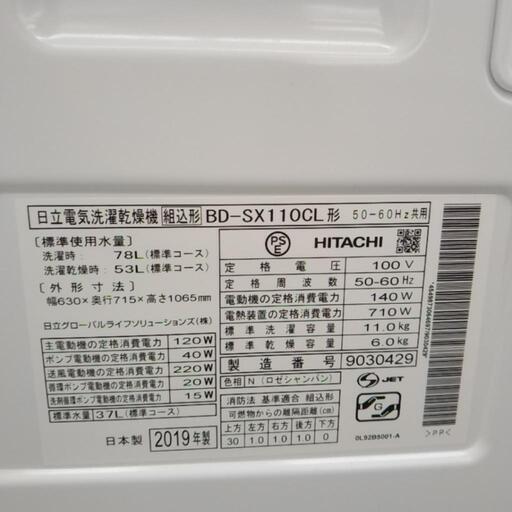 日立電気洗濯乾燥機 組込形 BD-SX110CL形 50-60Hz共用
〔標準使用水量〕
洗濯時： 78L(標準コース)
洗濯乾燥時： 53L(標準コース)
〔外形寸法〕
幅630×奥行715×高さ1065mm
日立グローバルライフソリューションズ(株)
主電動機の定格消費電力 120W
ポンプ電動機の定格消費電力 40W
送風電動機の定格消費電力 220W
循環ポンプ電動機の定格消費電力 20W
洗剤循環ポンプ電動機の定格消費電力 15W
標準水量 37L(標準コース)
日本製 2019年製
PSE HITACHI
定格電圧 100V
定格周波数 50-60Hz
電動機の定格消費電力 140W
電熱装置の定格消費電力 710W
標準洗濯容量 11.0kg
標準乾燥容量 6.0kg
製造番号 9030429
色相 N(ロゼシャンパン)
消防法 基準適合 組込形
可燃物からの離隔距離(cm)
上方 左方 右方 後方 下方
30 1.0 1.0 1.0 0
S JET
G
0L92B5001-A
>PP<